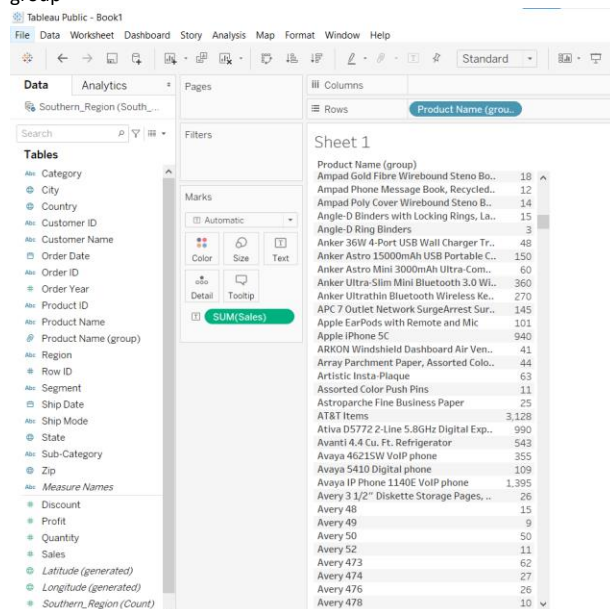 group
Tableau Public - Book1
File Data Worksheet Dashboard Story Analysis Map Format Window Help
Standard
Data Analytics
Southern_Region (South_...
Search
Tables
Abc Category
City
Country
Abc Customer ID
Abc Customer Name
Order Date
Abc Order ID
# Order Year
Abc Product ID
Abc Product Name
Product Name (group)
Abc Region
# Row ID
Abc Segment
Ship Date
Abc Ship Mode
State
Abc Sub-Category
Zip
Abc Measure Names
# Discount
# Profit
# Quantity
# Sales
Latitude (generated)
Longitude (generated)
# Southern_Region (Count)
Pages
Filters
Marks
T Automatic
Color Size Text
Detail Tooltip
T SUM(Sales)
Columns
Rows Product Name (grou..
Sheet 1
Product Name (group)
Ampad Gold Fibre Wirebound Steno Bo.. 18
Ampad Phone Message Book, Recycled.. 12
Ampad Poly Cover Wirebound Steno B.. 14
Angle-D Binders with Locking Rings, La.. 15
Angle-D Ring Binders 3
Anker 36W 4-Port USB Wall Charger Tr.. 48
Anker Astro 15000mAh USB Portable C.. 150
Anker Astro Mini 3000mAh Ultra-Com.. 60
Anker Ultra-Slim Mini Bluetooth 3.0 Wi.. 360
Anker Ultrathin Bluetooth Wireless Ke.. 270
APC 7 Outlet Network SurgeArrest Sur.. 145
Apple EarPods with Remote and Mic 101
Apple iPhone 5C 940
ARKON Windshield Dashboard Air Ven.. 41
Array Parchment Paper, Assorted Colo.. 44
Artistic Insta-Plaque 63
Assorted Color Push Pins 11
Astroparche Fine Business Paper 25
AT&T Items 3,128
Ativa D5772 2-Line 5.8GHz Digital Exp.. 990
Avanti 4.4 Cu. Ft. Refrigerator 543
Avaya 4621SW VoIP phone 355
Avaya 5410 Digital phone 109
Avaya IP Phone 1140E VoIP phone 1,395
Avery 3 1/2" Diskette Storage Pages, .. 26
Avery 48 15
Avery 49 9
Avery 50 50
Avery 52 11
Avery 473 62
Avery 474 27
Avery 476 26
Avery 478 10